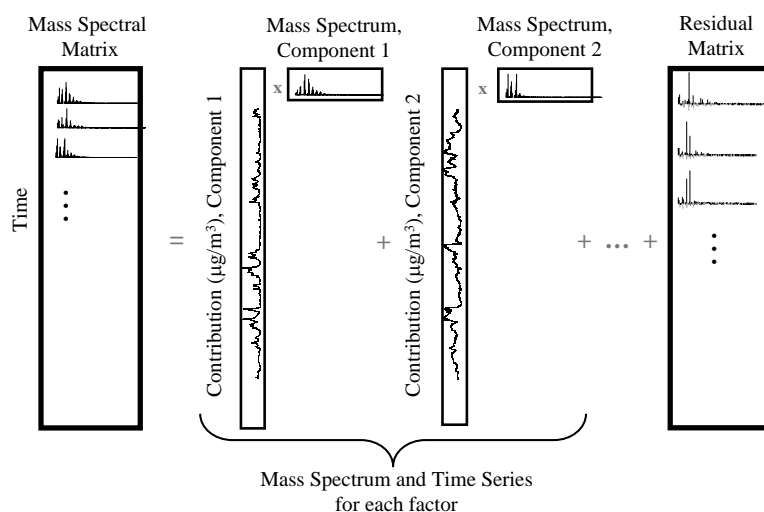 Mass Spectral
Matrix
Mass Spectrum,
Component 1
Mass Spectrum,
Component 2
Residual
Matrix
Time
=
Contribution (μg/m³), Component 1
x
+
Contribution (μg/m³), Component 2
x
+ ... +
Mass Spectrum and Time Series
for each factor